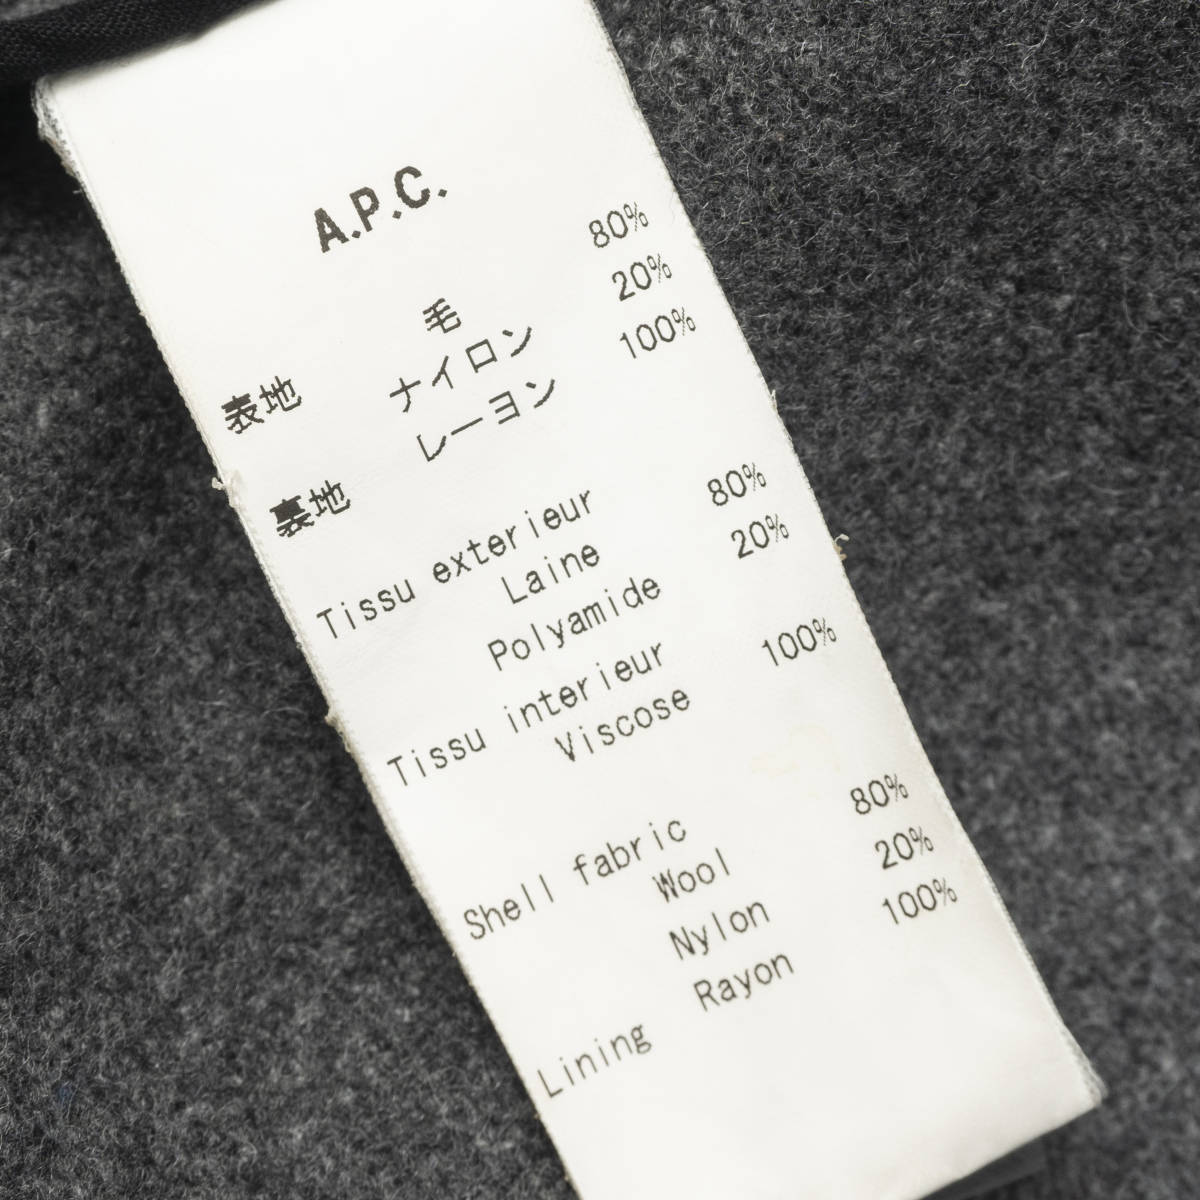 A.P.C.
表地 毛 80%
ナイロン 20%
裏地 レーヨン 100%
Tissu exterieur
Laine 80%
Polyamide 20%
Tissu interieur
Viscose 100%
Shell fabric
Wool 80%
Nylon 20%
Lining Rayon 100%